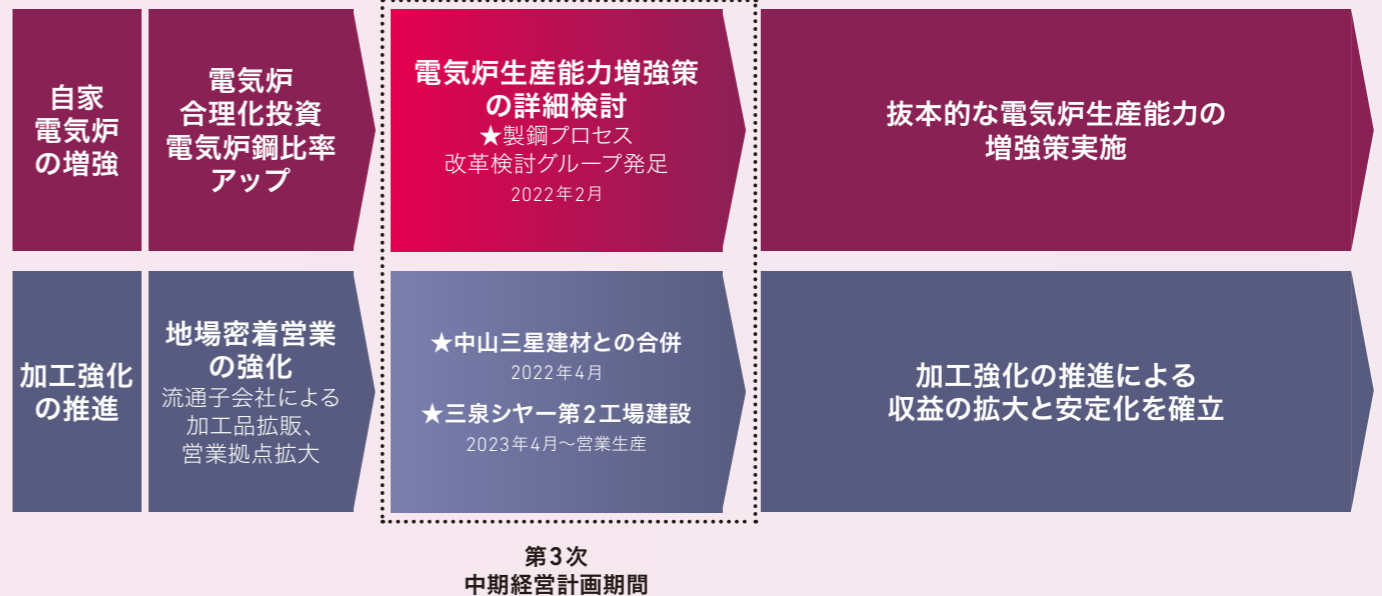 自家
電気炉
の増強
電気炉
合理化投資
電気炉鋼比率
アップ
電気炉生産能力増強策
の詳細検討
★製鋼プロセス
改革検討グループ発足
2022年2月
抜本的な電気炉生産能力の
増強策実施
加工強化
の推進
地場密着営業
の強化
流通子会社による
加工品拡販、
営業拠点拡大
★中山三星建材との合併
2022年4月
★三泉シヤー第2工場建設
2023年4月～営業生産
加工強化の推進による
収益の拡大と安定化を確立
第3次
中期経営計画期間